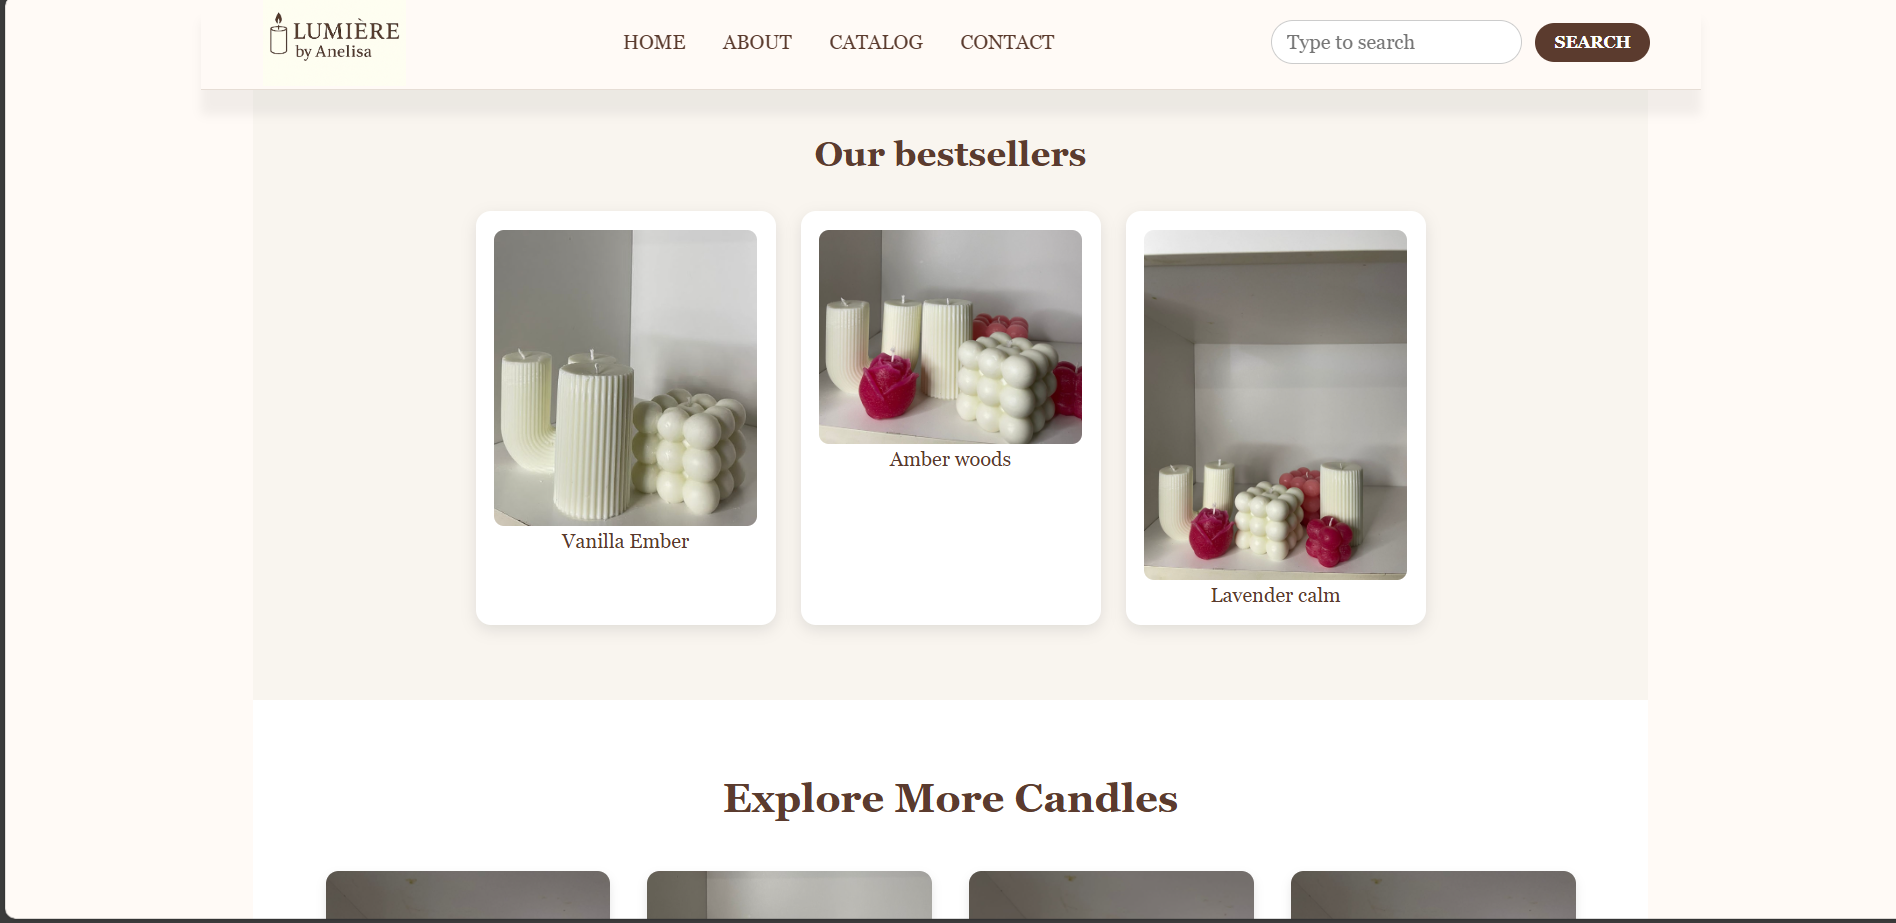 LUMIÈRE
by Anelisa
HOME ABOUT CATALOG CONTACT
Type to search
SEARCH
Our bestsellers
Vanilla Ember
Amber woods
Lavender calm
Explore More Candles